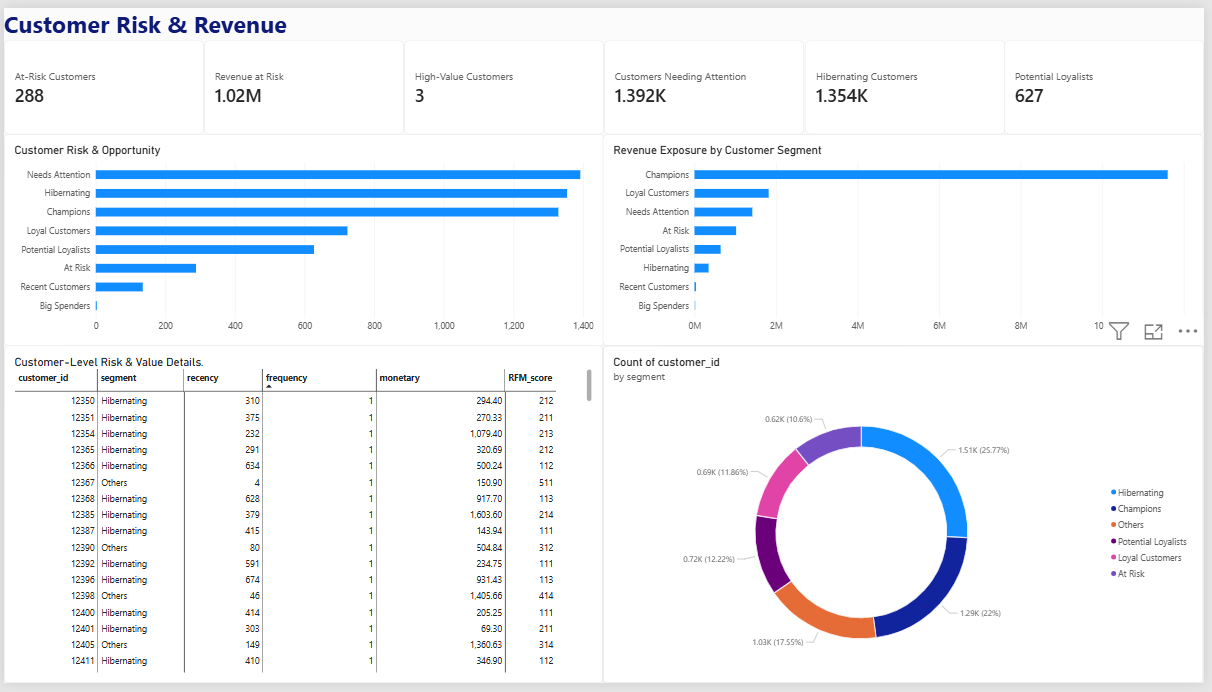 Customer Risk & Revenue
At-Risk Customers
288
Revenue at Risk
1.02M
High-Value Customers
3
Customers Needing Attention
1.392K
Hibernating Customers
1.354K
Potential Loyalists
627
Customer Risk & Opportunity
Needs Attention
Hibernating
Champions
Loyal Customers
Potential Loyalists
At Risk
Recent Customers
Big Spenders
0 200 400 600 800 1,000 1,200 1,400
Revenue Exposure by Customer Segment
Champions
Loyal Customers
Needs Attention
At Risk
Potential Loyalists
Hibernating
Recent Customers
Big Spenders
0M 2M 4M 6M 8M 10
Customer-Level Risk & Value Details.
customer_id segment recency frequency monetary RFM_score
12350 Hibernating 310 1 294.40 212
12351 Hibernating 375 1 270.33 211
12354 Hibernating 232 1 1,079.40 213
12365 Hibernating 291 1 320.69 212
12366 Hibernating 634 1 500.24 112
12367 Others 4 1 150.90 511
12368 Hibernating 628 1 917.70 113
12385 Hibernating 379 1 1,603.60 214
12387 Hibernating 415 1 143.94 111
12390 Others 80 1 504.84 312
12392 Hibernating 591 1 234.75 111
12396 Hibernating 674 1 931.43 113
12398 Others 46 1 1,405.66 414
12400 Hibernating 414 1 205.25 111
12401 Hibernating 303 1 69.30 211
12405 Others 149 1 1,360.63 314
12411 Hibernating 410 1 346.90 112
Count of customer_id
by segment
0.62K (10.6%)
1.51K (25.77%)
0.69K (11.86%)
0.72K (12.22%)
1.29K (22%)
1.03K (17.55%)
Hibernating
Champions
Others
Potential Loyalists
Loyal Customers
At Risk